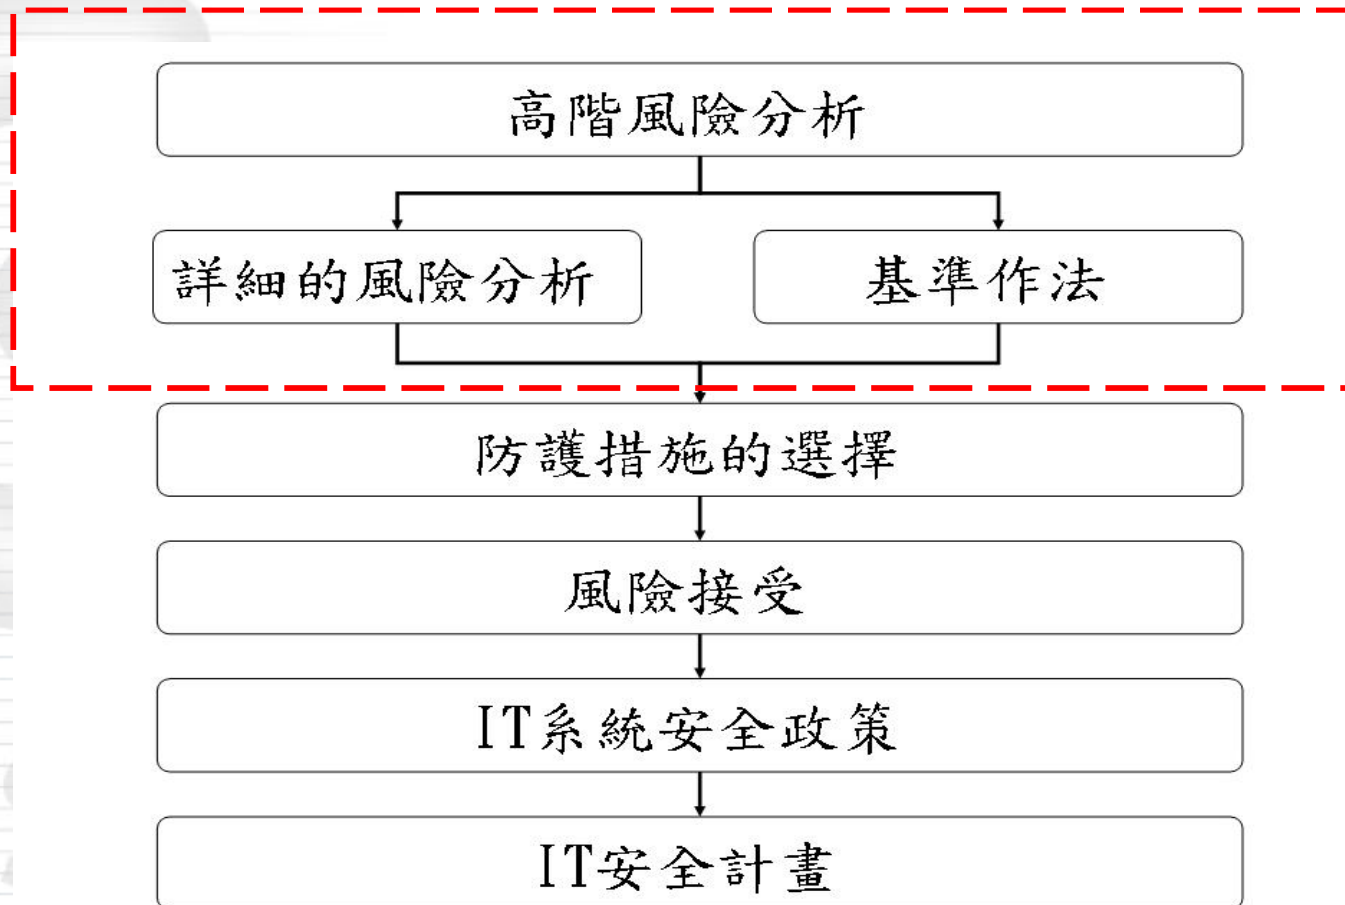 高階風險分析
詳細的風險分析
基準作法
防護措施的選擇
風險接受
IT系統安全政策
IT安全計畫